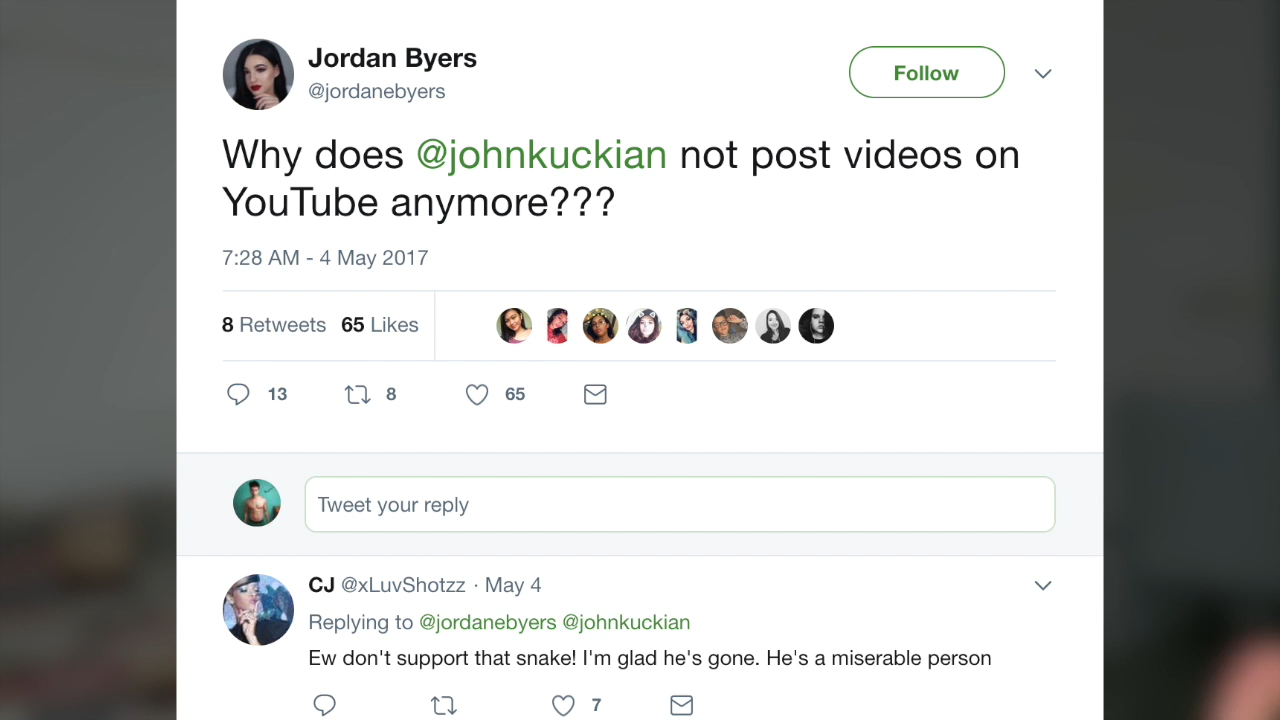 Jordan Byers
@jordanebyers
Follow
Why does @johnkuckian not post videos on
YouTube anymore???
7:28 AM - 4 May 2017
8 Retweets 65 Likes
13 8 65
Tweet your reply
CJ @xLuvShotzz · May 4
Replying to @jordanebyers @johnkuckian
Ew don't support that snake! I'm glad he's gone. He's a miserable person
7